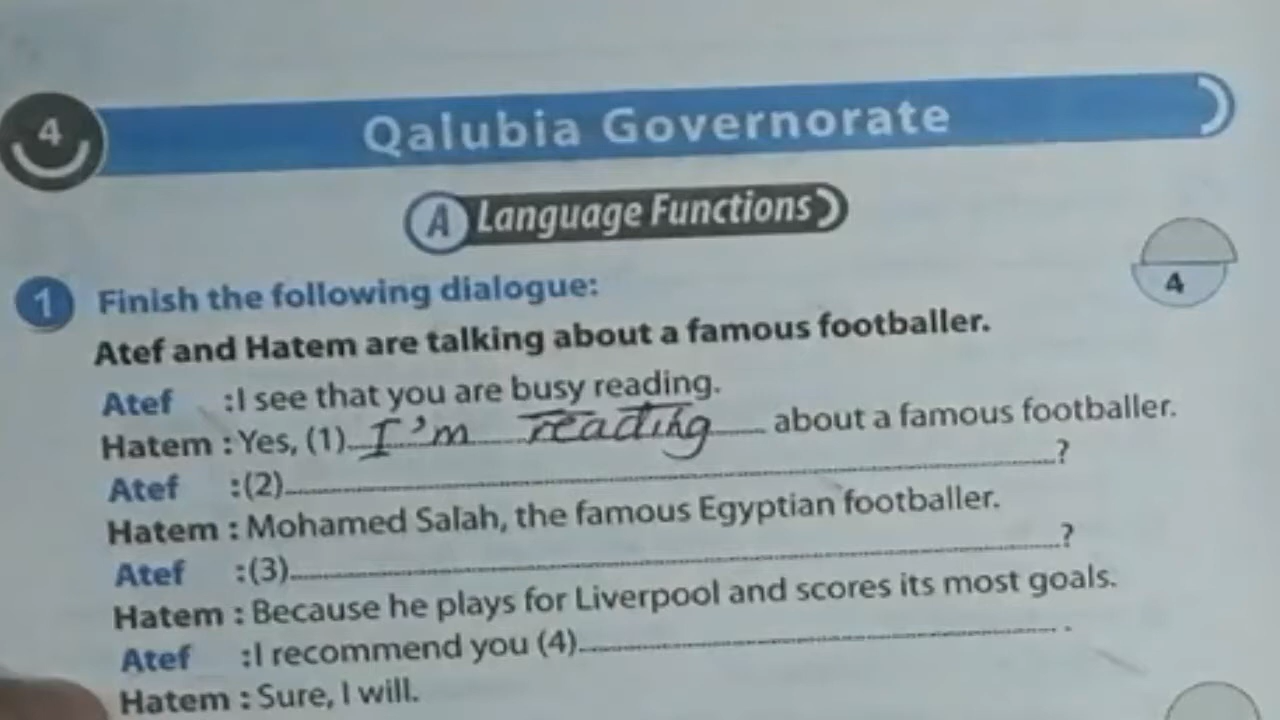 4
Qalubia Governorate
A Language Functions
4
1 Finish the following dialogue:
Atef and Hatem are talking about a famous footballer.
Atef :I see that you are busy reading.
Hatem : Yes, (1) I'm reading about a famous footballer.
Atef :(2)....................?
Hatem : Mohamed Salah, the famous Egyptian footballer.
Atef :(3)....................?
Hatem : Because he plays for Liverpool and scores its most goals.
Atef :I recommend you (4).................... .
Hatem : Sure, I will.